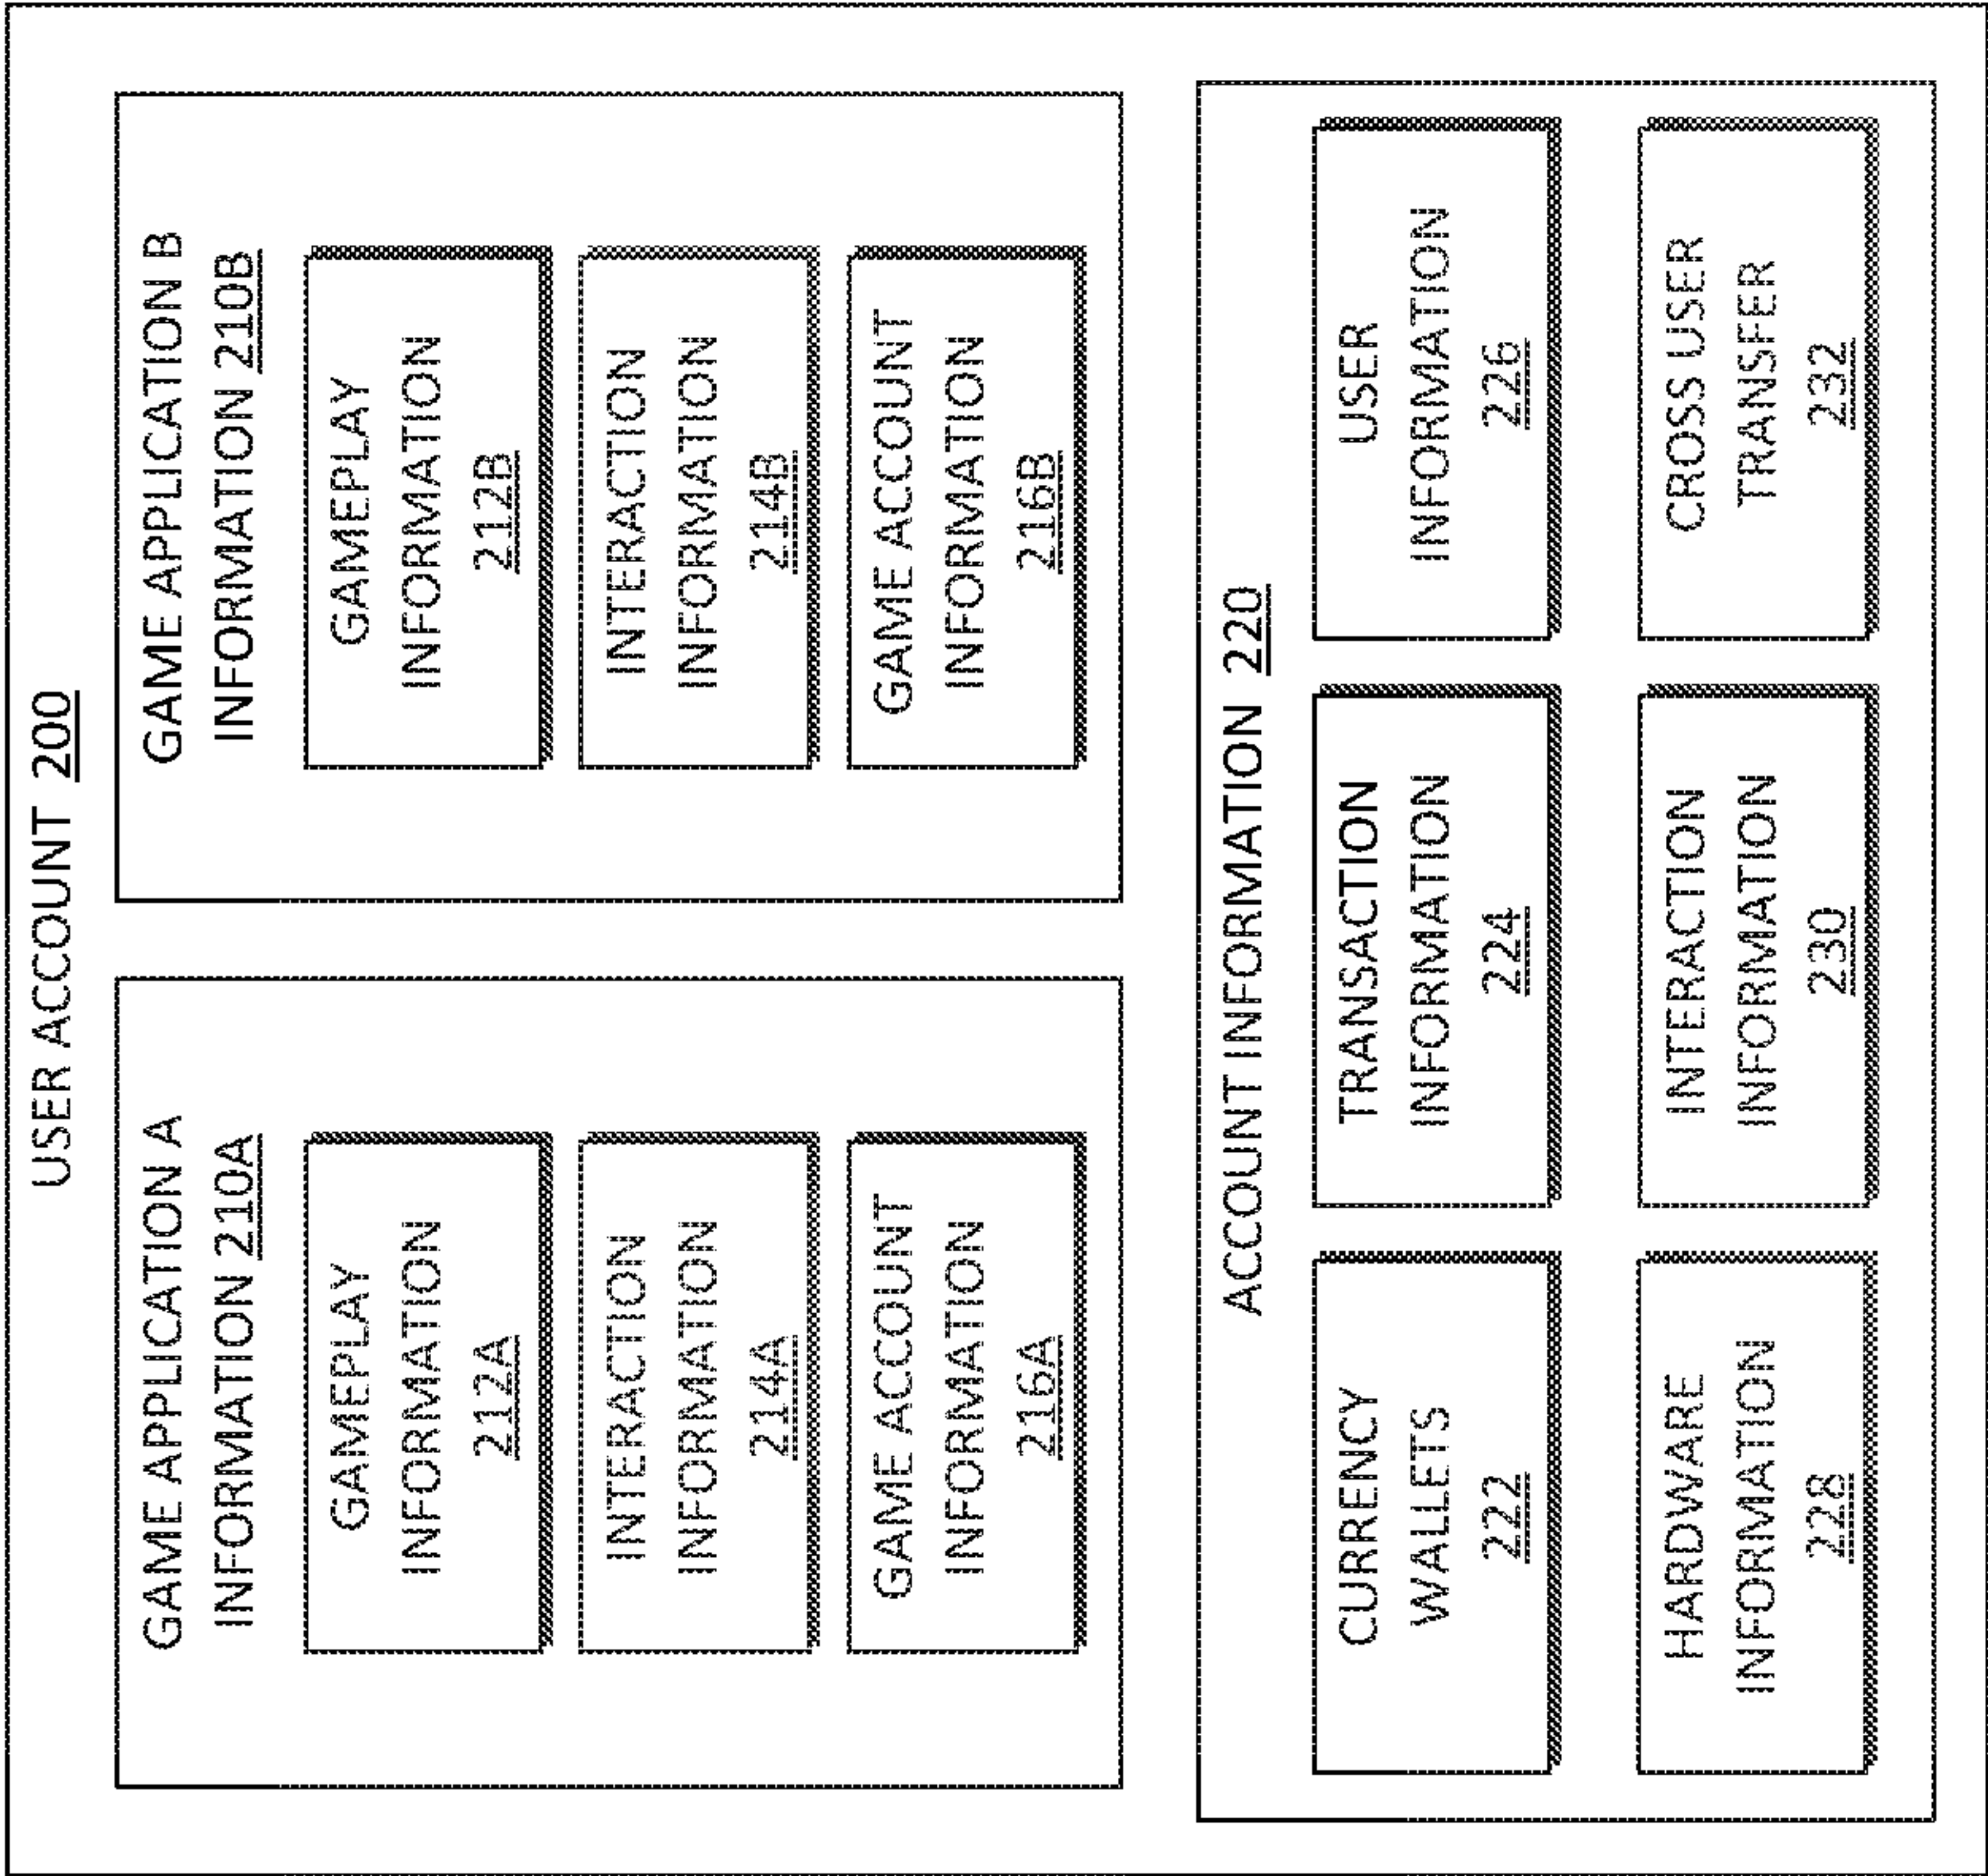 USER ACCOUNT 200
GAME APPLICATION A
INFORMATION 210A
GAMEPLAY
INFORMATION
212A
INTERACTION
INFORMATION
214A
GAME ACCOUNT
INFORMATION
216A
GAME APPLICATION B
INFORMATION 210B
GAMEPLAY
INFORMATION
212B
INTERACTION
INFORMATION
214B
GAME ACCOUNT
INFORMATION
216B
ACCOUNT INFORMATION 220
CURRENCY
WALLETS
222
TRANSACTION
INFORMATION
224
USER
INFORMATION
226
HARDWARE
INFORMATION
228
INTERACTION
INFORMATION
230
CROSS USER
TRANSFER
232